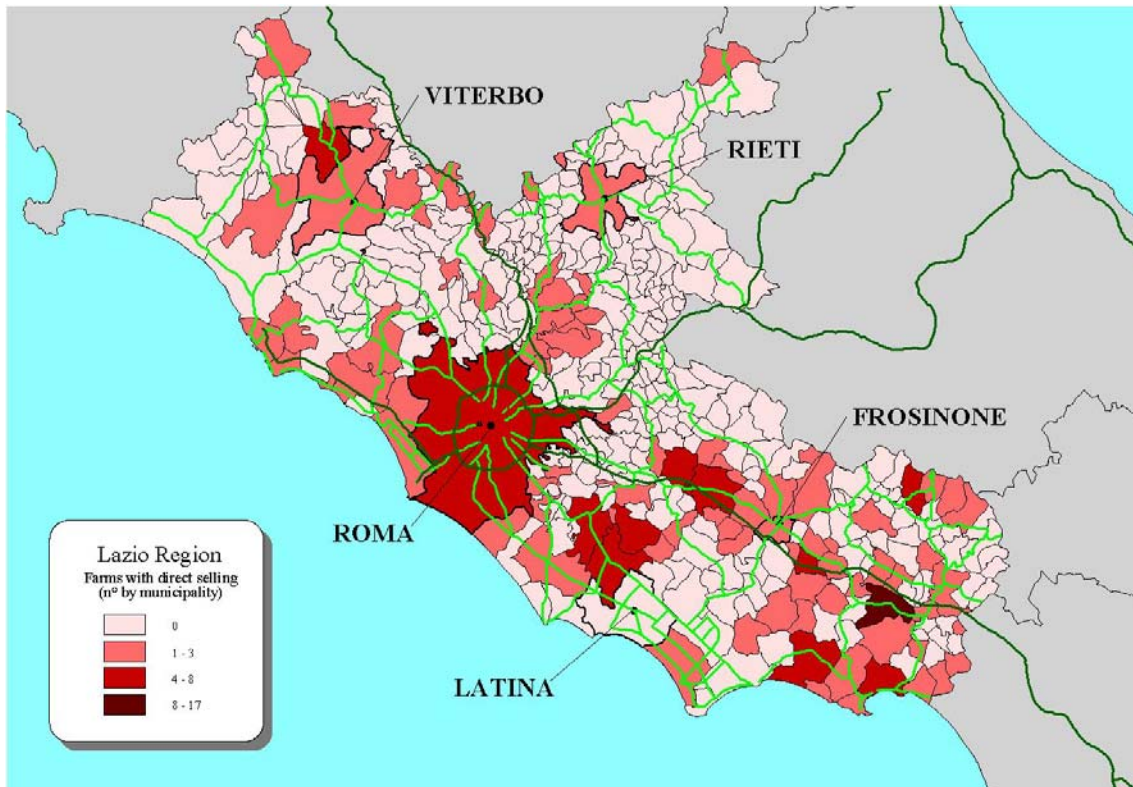 VITERBO
RIETI
FROSINONE
ROMA
LATINA
Lazio Region
Farms with direct selling
(n° by municipality)
0
1 - 3
4 - 8
8 - 17